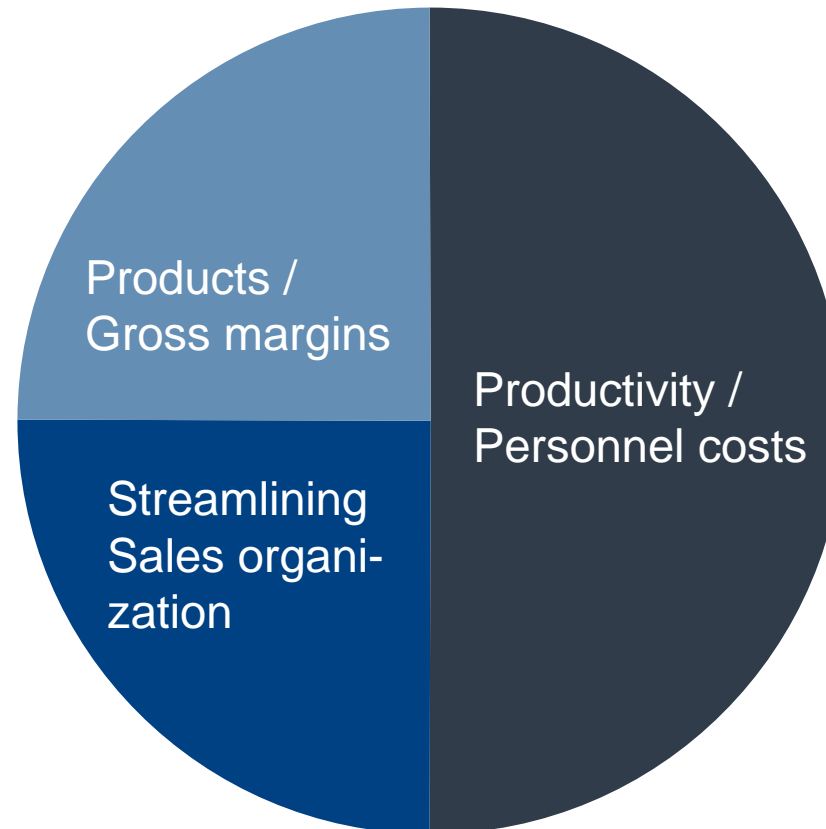 Products /
Gross margins
Productivity /
Personnel costs
Streamlining
Sales organi-
zation